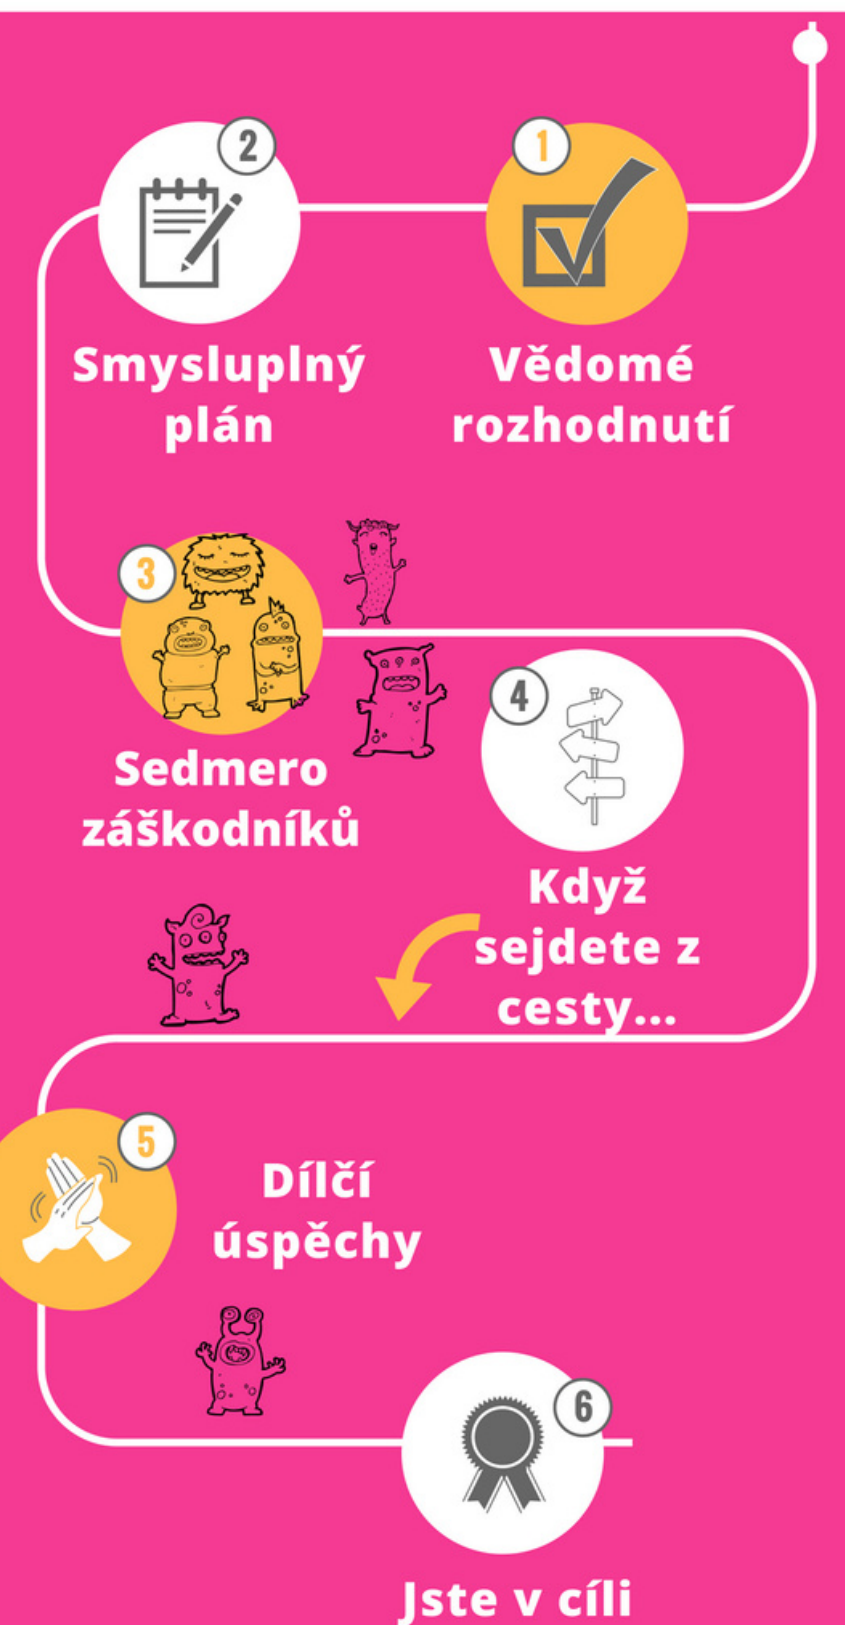 1
Vědomé
rozhodnutí
2
Smysluplný
plán
3
Sedmero
záškodníků
4
Když
sejdete z
cesty...
5
Dílčí
úspěchy
6
Jste v cíli